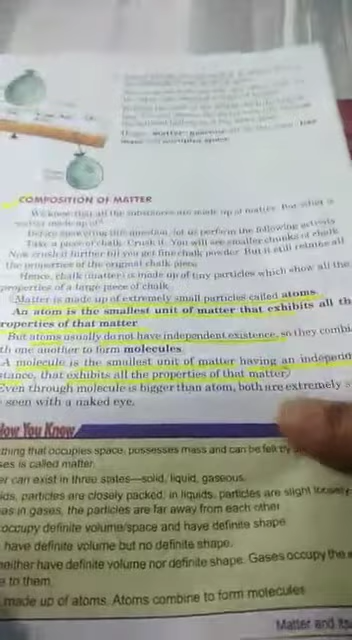 COMPOSITION OF MATTER
We know that all the substances are made up of matter. But what is
matter made up of?
Before answering this question, let us perform the following activity.
Take a piece of chalk. Crush it. You will see smaller chunks of chalk
Now crush it further till you get fine chalk powder. But it still retains all
the properties of the original chalk piece.
Hence, chalk (matter) is made up of tiny particles which show all the
properties of a large piece of chalk.
Matter is made up of extremely small particles called atoms.
An atom is the smallest unit of matter that exhibits all th
roperties of that matter
But atoms usually do not have independent existence, so they combi
th one another to form molecules.
A molecule is the smallest unit of matter having an independ
stance, that exhibits all the properties of that matter.
Even through molecule is bigger than atom, both are extremely s
seen with a naked eye.
Now You Know
thing that occupies space, possesses mass and can be felt by
ses is called matter.
er can exist in three states—solid, liquid, gaseous.
ids, particles are closely packed, in liquids, particles are slight loosely
as in gases, the particles are far away from each other
occupy definite volume/space and have definite shape
have definite volume but no definite shape.
neither have definite volume nor definite shape. Gases occupy the
e to them.
made up of atoms. Atoms combine to form molecules
Matter and its